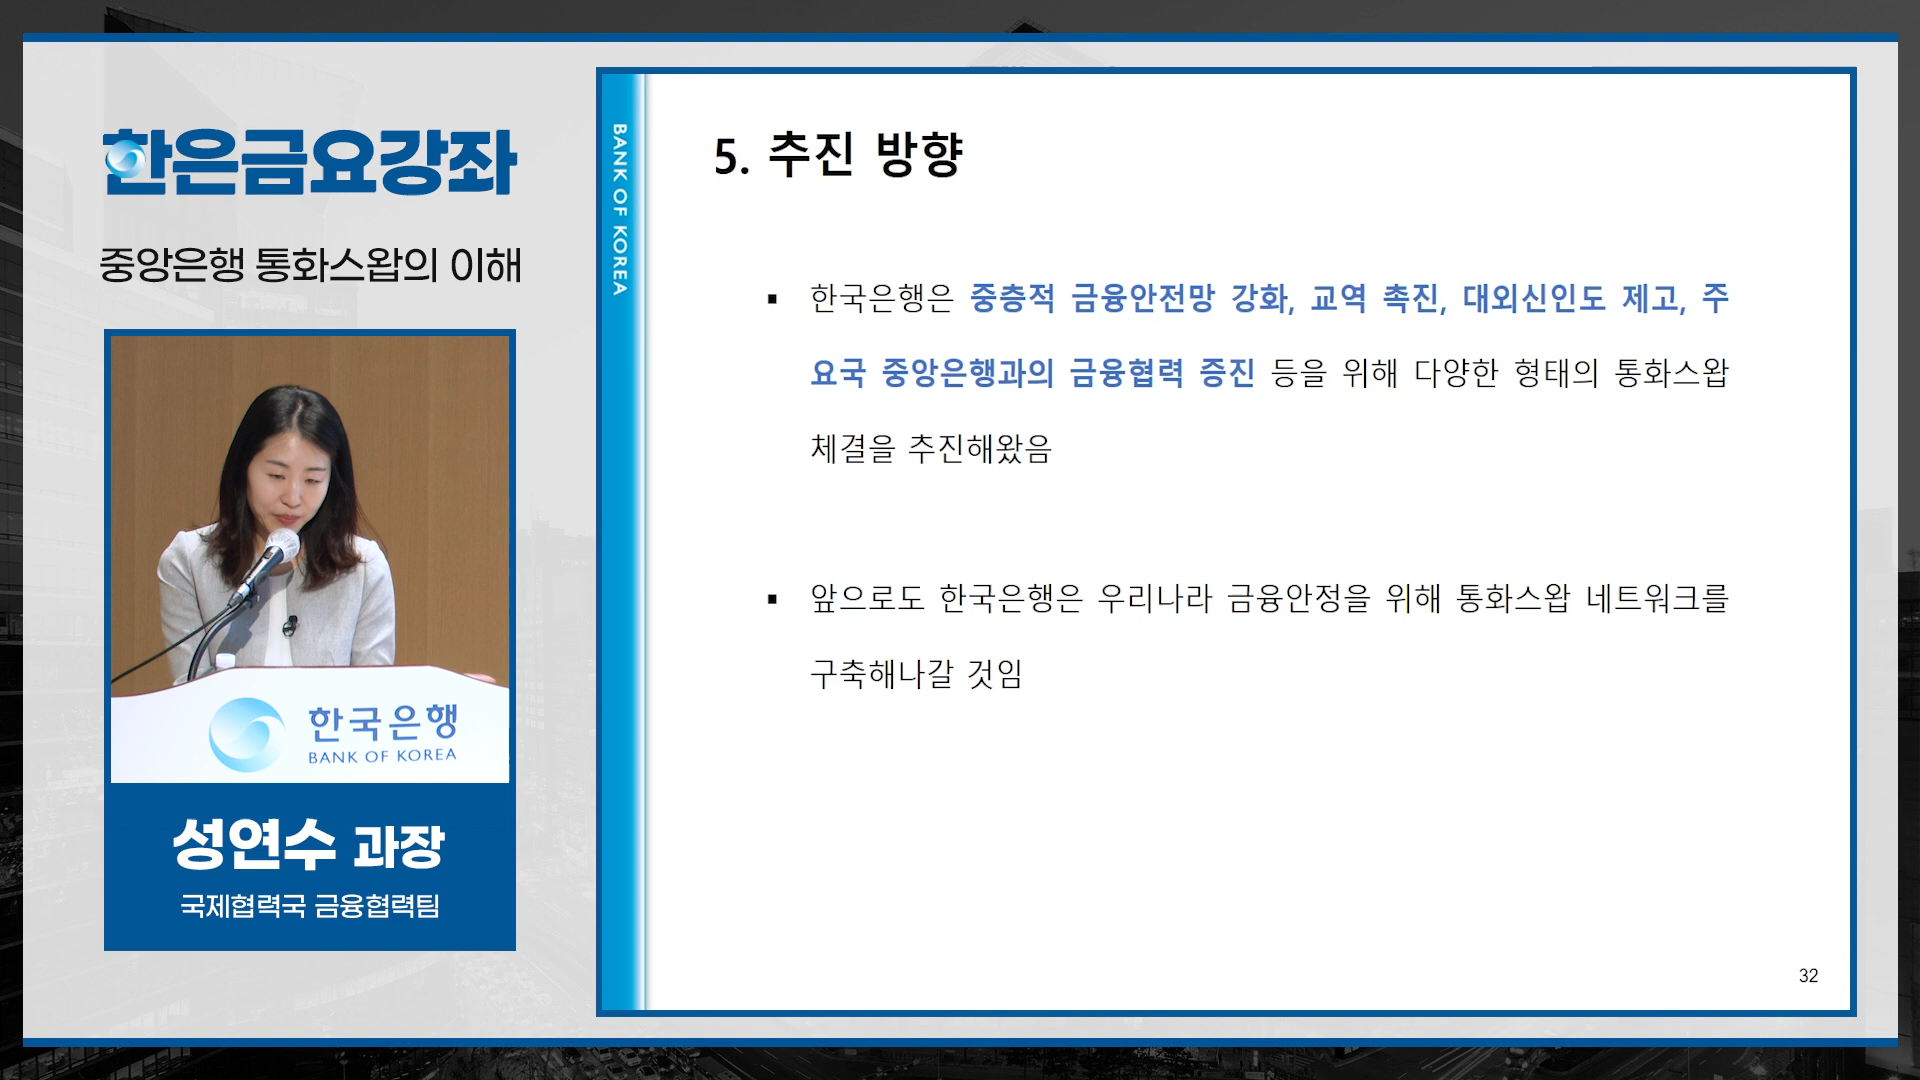 한은금요강좌
중앙은행 통화스왑의 이해
한국은행
BANK OF KOREA
성연수 과장
국제협력국 금융협력팀
BANK OF KOREA
5. 추진 방향
▪ 한국은행은 중층적 금융안전망 강화, 교역 촉진, 대외신인도 제고, 주
요국 중앙은행과의 금융협력 증진 등을 위해 다양한 형태의 통화스왑
체결을 추진해왔음
▪ 앞으로도 한국은행은 우리나라 금융안정을 위해 통화스왑 네트워크를
구축해나갈 것임
32